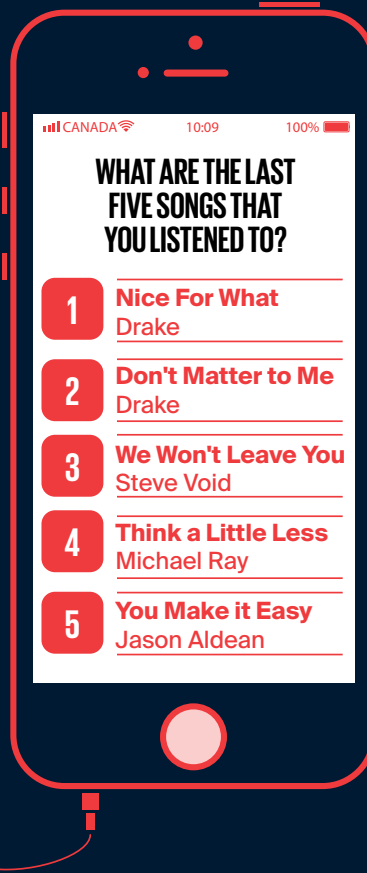 CANADA 10:09 100%
WHAT ARE THE LAST
FIVE SONGS THAT
YOU LISTENED TO?
1 Nice For What
Drake
2 Don't Matter to Me
Drake
3 We Won't Leave You
Steve Void
4 Think a Little Less
Michael Ray
5 You Make it Easy
Jason Aldean